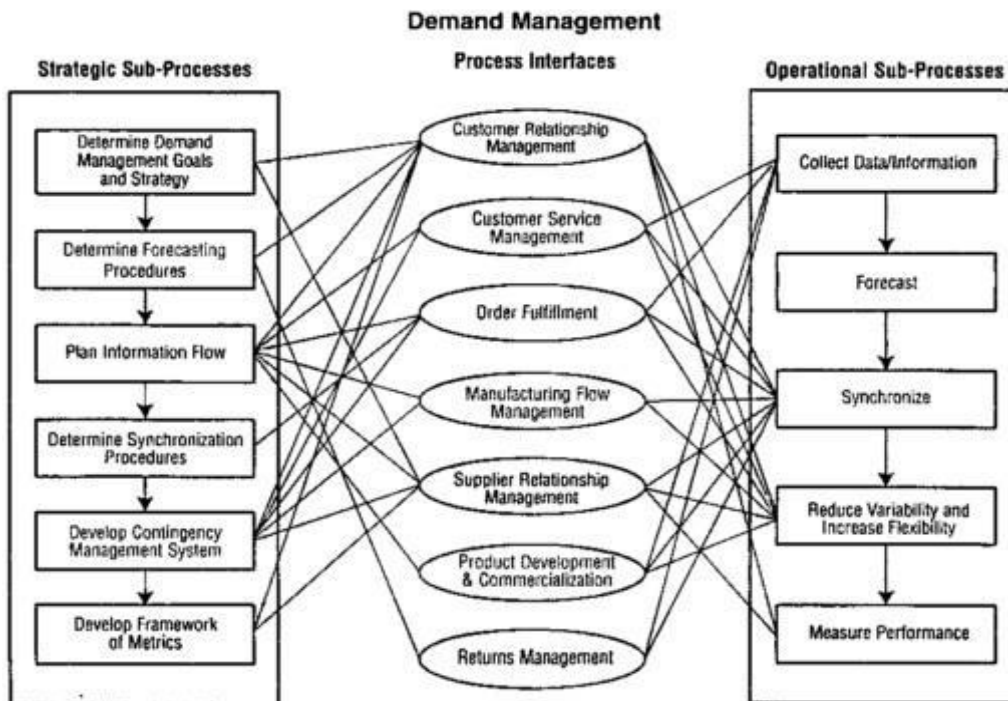 Demand Management
Strategic Sub-Processes
Process Interfaces
Operational Sub-Processes
Determine Demand
Management Goals
and Strategy
Determine Forecasting
Procedures
Plan Information Flow
Determine Synchronization
Procedures
Develop Contingency
Management System
Develop Framework
of Metrics
Customer Relationship
Management
Customer Service
Management
Order Fulfillment
Manufacturing Flow
Management
Supplier Relationship
Management
Product Development
& Commercialization
Returns Management
Collect Data/Information
Forecast
Synchronize
Reduce Variability and
Increase Flexibility
Measure Performance